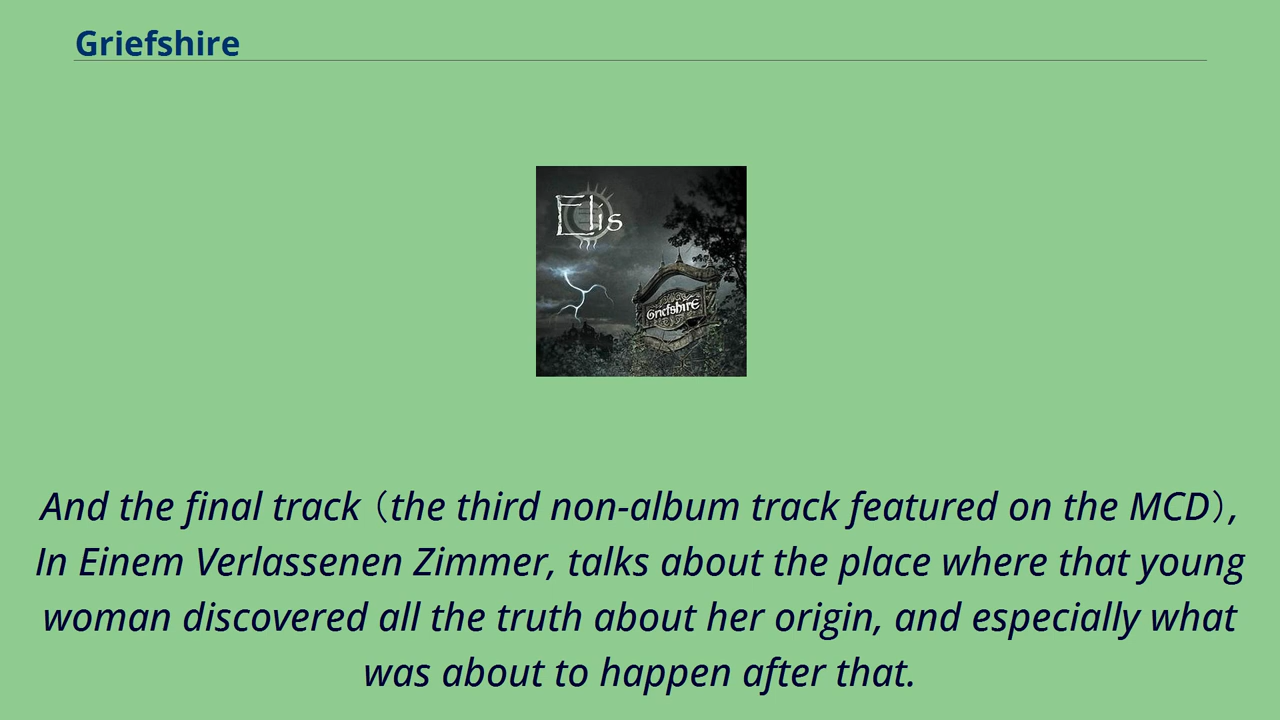 Griefshire
Elis
Griefshire
And the final track （the third non-album track featured on the MCD）,
In Einem Verlassenen Zimmer, talks about the place where that young
woman discovered all the truth about her origin, and especially what
was about to happen after that.